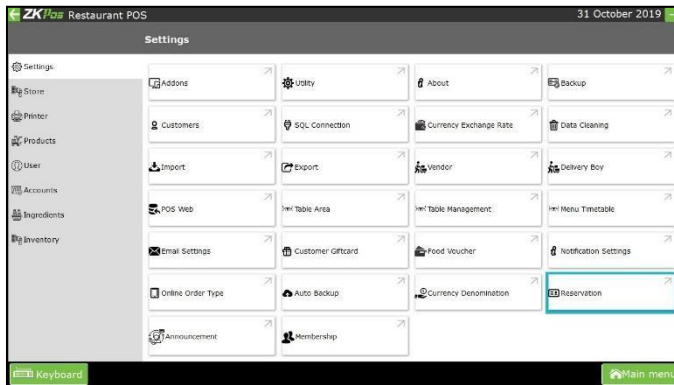 ZKPos Restaurant POS
31 October 2019
Settings
Settings
Store
Printer
Products
User
Accounts
Ingredients
Inventory
Addons
Utility
About
Backup
Customers
SQL Connection
Currency Exchange Rate
Data Cleaning
Import
Export
Vendor
Delivery Boy
POS Web
Table Area
Table Management
Menu Timetable
Email Settings
Customer Giftcard
Food Voucher
Notification Settings
Online Order Type
Auto Backup
Currency Denomination
Reservation
Announcement
Membership
Keyboard
Main menu